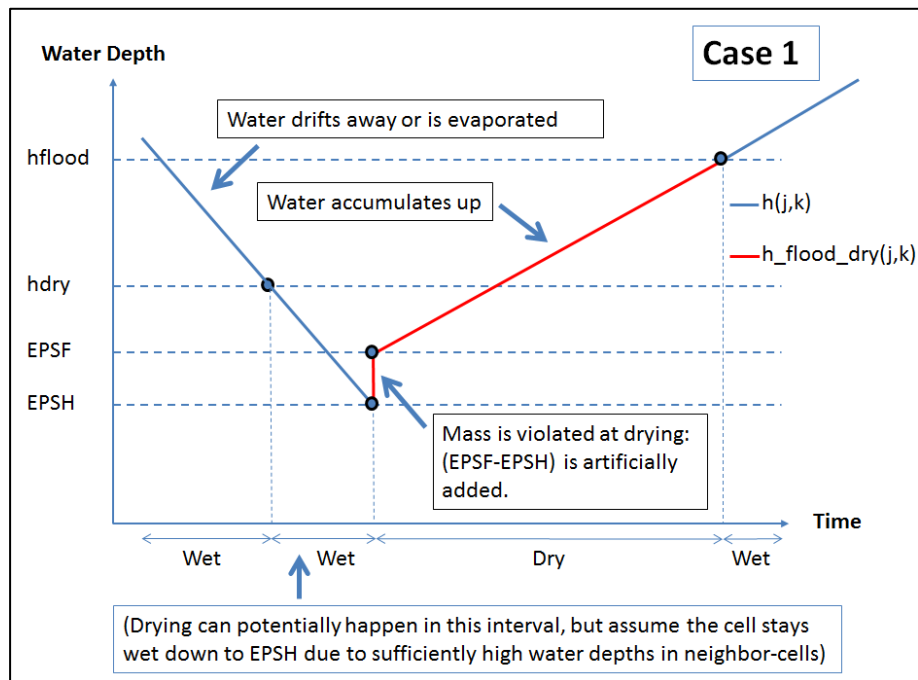 Case 1
Water Depth
Water drifts away or is evaporated
hflood
Water accumulates up
h(j,k)
h_flood_dry(j,k)
hdry
EPSF
EPSH
Mass is violated at drying:
(EPSF-EPSH) is artificially
added.
Time
Wet
Wet
Dry
Wet
(Drying can potentially happen in this interval, but assume the cell stays
wet down to EPSH due to sufficiently high water depths in neighbor-cells)